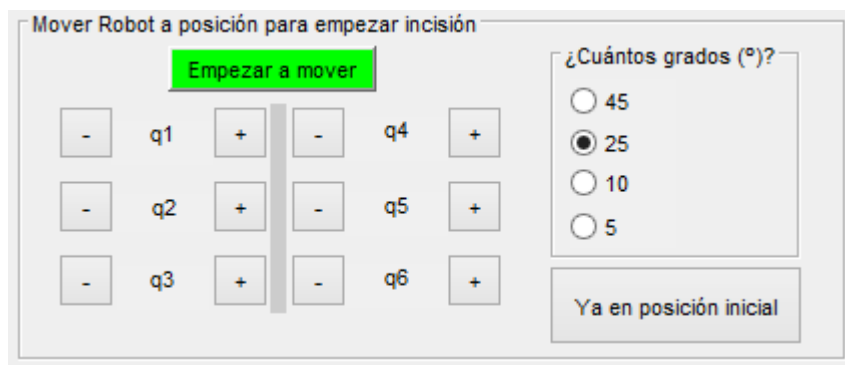 Mover Robot a posición para empezar incisión
Empezar a mover
- q1 + - q4 +
- q2 + - q5 +
- q3 + - q6 +
¿Cuántos grados (º)?
45
25
10
5
Ya en posición inicial